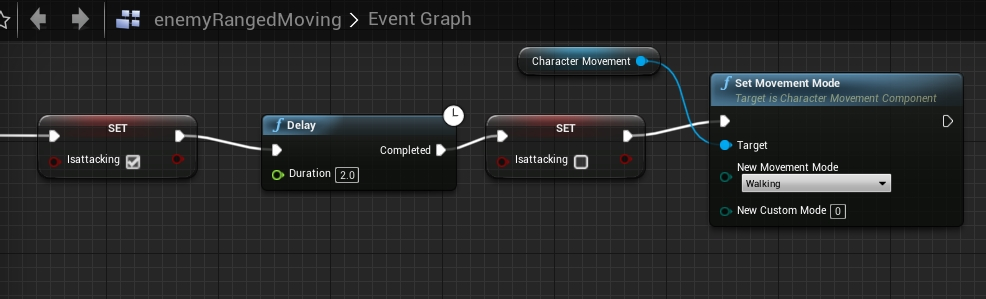 enemyRangedMoving > Event Graph
Character Movement
SET
Isattacking
Delay
Completed
Duration 2.0
SET
Isattacking
f Set Movement Mode
Target is Character Movement Component
Target
New Movement Mode
Walking
New Custom Mode 0